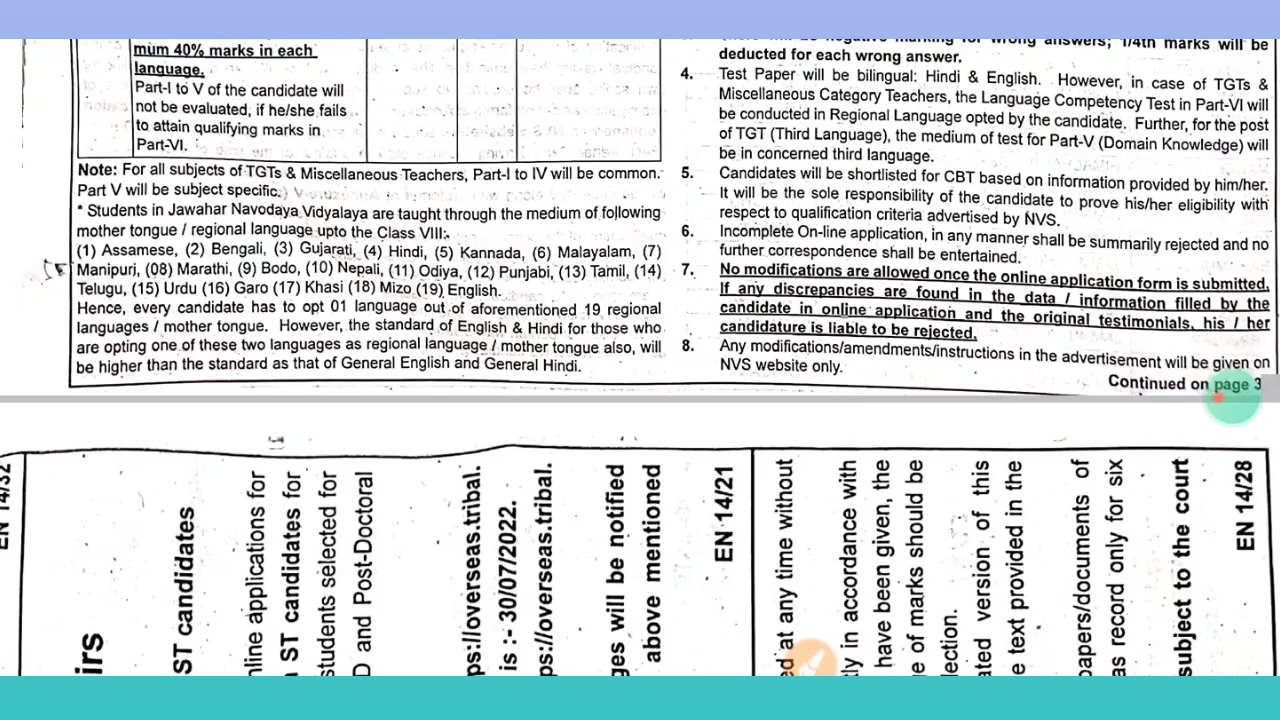 mum 40% marks in each
language.
Part-I to V of the candidate will
not be evaluated, if he/she fails
to attain qualifying marks in
Part-VI.
Note: For all subjects of TGTs & Miscellaneous Teachers, Part-I to IV will be common.
Part V will be subject specific.
* Students in Jawahar Navodaya Vidyalaya are taught through the medium of following
mother tongue / regional language upto the Class VIII:-
(1) Assamese, (2) Bengali, (3) Gujarati, (4) Hindi, (5) Kannada, (6) Malayalam, (7)
Manipuri, (08) Marathi, (9) Bodo, (10) Nepali, (11) Odiya, (12) Punjabi, (13) Tamil, (14)
Telugu, (15) Urdu (16) Garo (17) Khasi (18) Mizo (19) English.
Hence, every candidate has to opt 01 language out of aforementioned 19 regional
languages / mother tongue. However, the standard of English & Hindi for those who
are opting one of these two languages as regional language / mother tongue also, will
be higher than the standard as that of General English and General Hindi.
negative marking for wrong answers; 1/4th marks will be
deducted for each wrong answer.
4. Test Paper will be bilingual: Hindi & English. However, in case of TGTs &
Miscellaneous Category Teachers, the Language Competency Test in Part-VI will
be conducted in Regional Language opted by the candidate. Further, for the post
of TGT (Third Language), the medium of test for Part-V (Domain Knowledge) will
be in concerned third language.
5. Candidates will be shortlisted for CBT based on information provided by him/her.
It will be the sole responsibility of the candidate to prove his/her eligibility with
respect to qualification criteria advertised by NVS.
6. Incomplete On-line application, in any manner shall be summarily rejected and no
further correspondence shall be entertained.
7. No modifications are allowed once the online application form is submitted.
If any discrepancies are found in the data / information filled by the
candidate in online application and the original testimonials, his / her
candidature is liable to be rejected.
8. Any modifications/amendments/instructions in the advertisement will be given on
NVS website only.
Continued on page 3
EN 14/32
irs
ST candidates
nline applications for
ST candidates for
students selected for
D and Post-Doctoral
ps://overseas.tribal.
is :- 30/07/2022.
ps://overseas.tribal.
ges will be notified
above mentioned
EN 14/21
ed at any time without
tly in accordance with
have been given, the
e of marks should be
lection.
ated version of this
e text provided in the
papers/documents of
as record only for six
subject to the court
EN 14/28